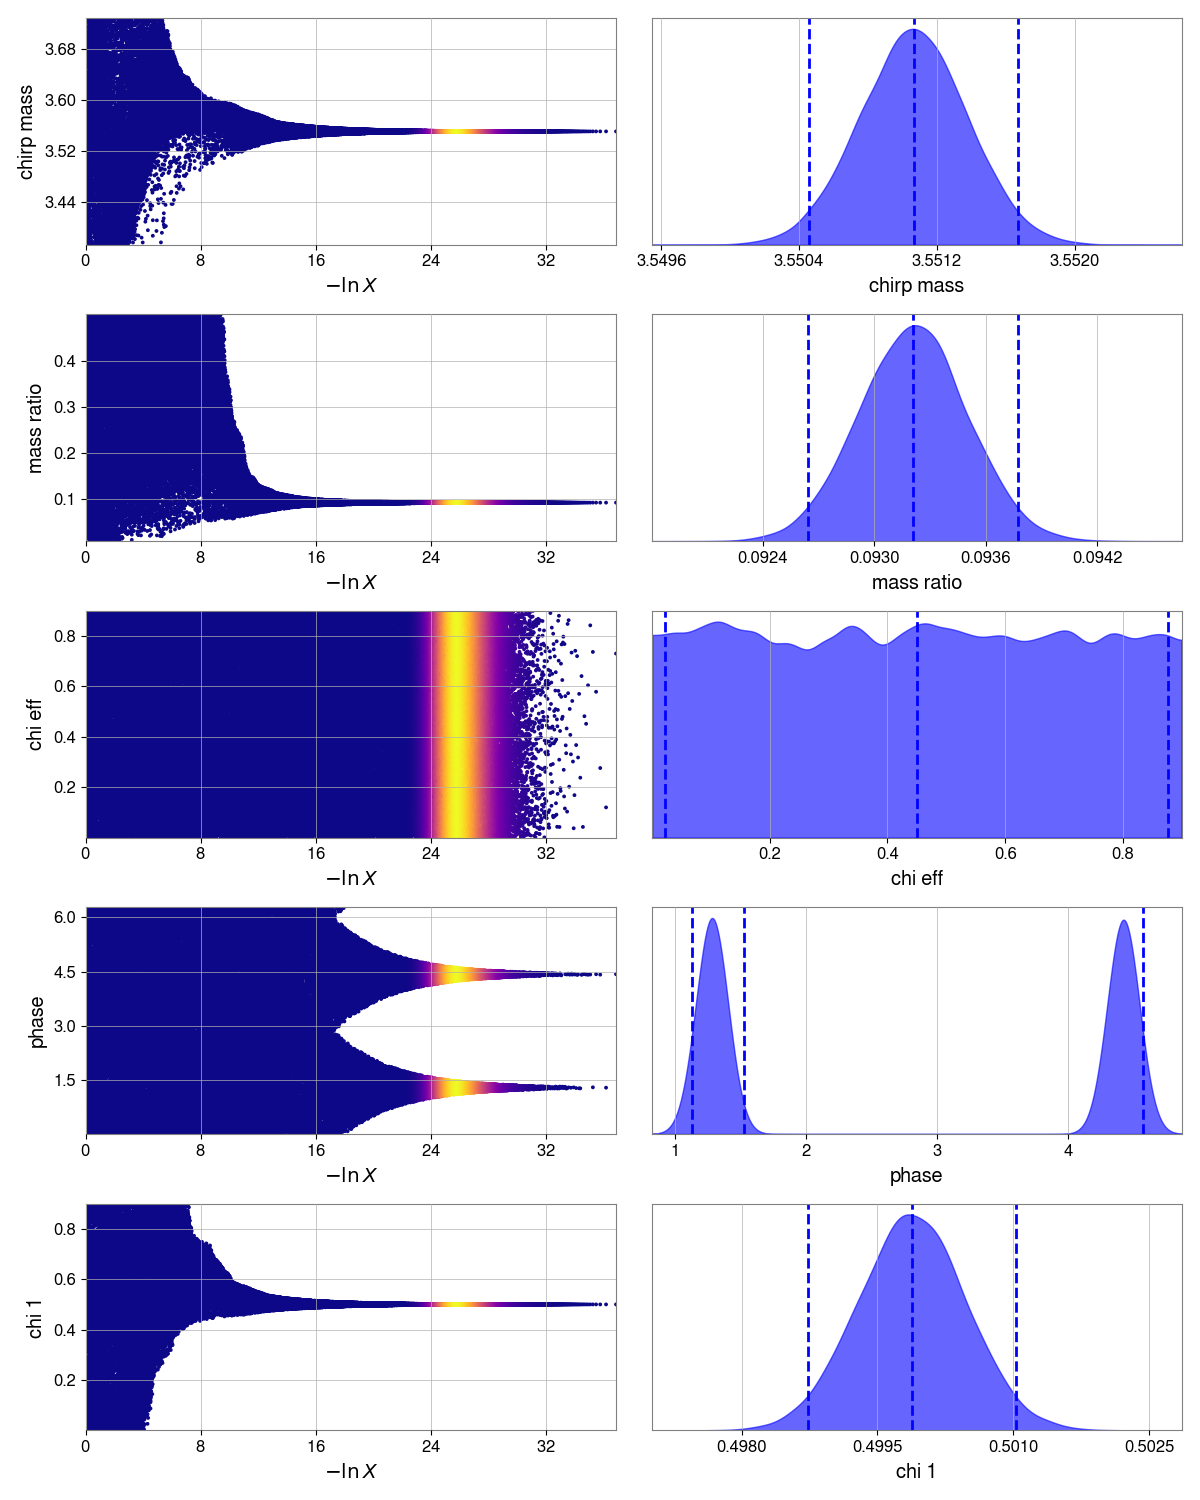 chirp mass
3.68
3.60
3.52
3.44
0 8 16 24 32
−ln X
3.5496 3.5504 3.5512 3.5520
chirp mass
mass ratio
0.4
0.3
0.2
0.1
0 8 16 24 32
−ln X
0.0924 0.0930 0.0936 0.0942
mass ratio
chi eff
0.8
0.6
0.4
0.2
0 8 16 24 32
−ln X
0.2 0.4 0.6 0.8
chi eff
phase
6.0
4.5
3.0
1.5
0 8 16 24 32
−ln X
1 2 3 4
phase
chi 1
0.8
0.6
0.4
0.2
0 8 16 24 32
−ln X
0.4980 0.4995 0.5010 0.5025
chi 1